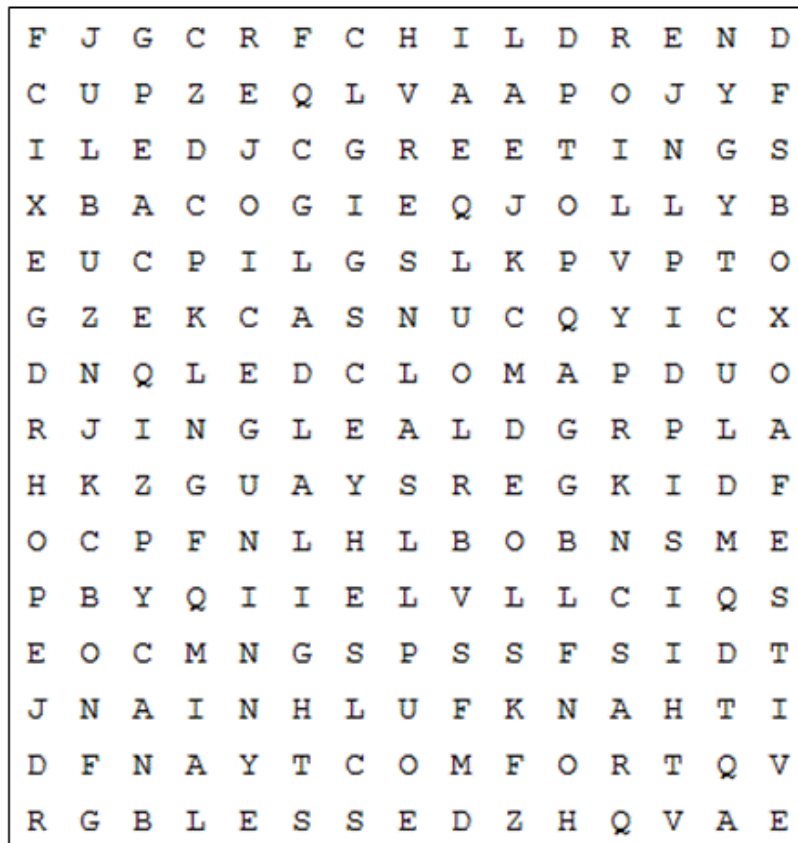 F J G C R F C H I L D R E N D
C U P Z E Q L V A A P O J Y F
I L E D J C G R E E T I N G S
X B A C O G I E Q J O L L Y B
E U C P I L G S L K P V P T O
G Z E K C A S N U C Q Y I C X
D N Q L E D C L O M A P D U O
R J I N G L E A L D G R P L A
H K Z G U A Y S R E G K I D F
O C P F N L H L B O B N S M E
P B Y Q I I E L V L L C I Q S
E O C M N G S P S S F S I D T
J N A I N H L U F K N A H T I
D F N A Y T C O M F O R T Q V
R G B L E S S E D Z H Q V A E